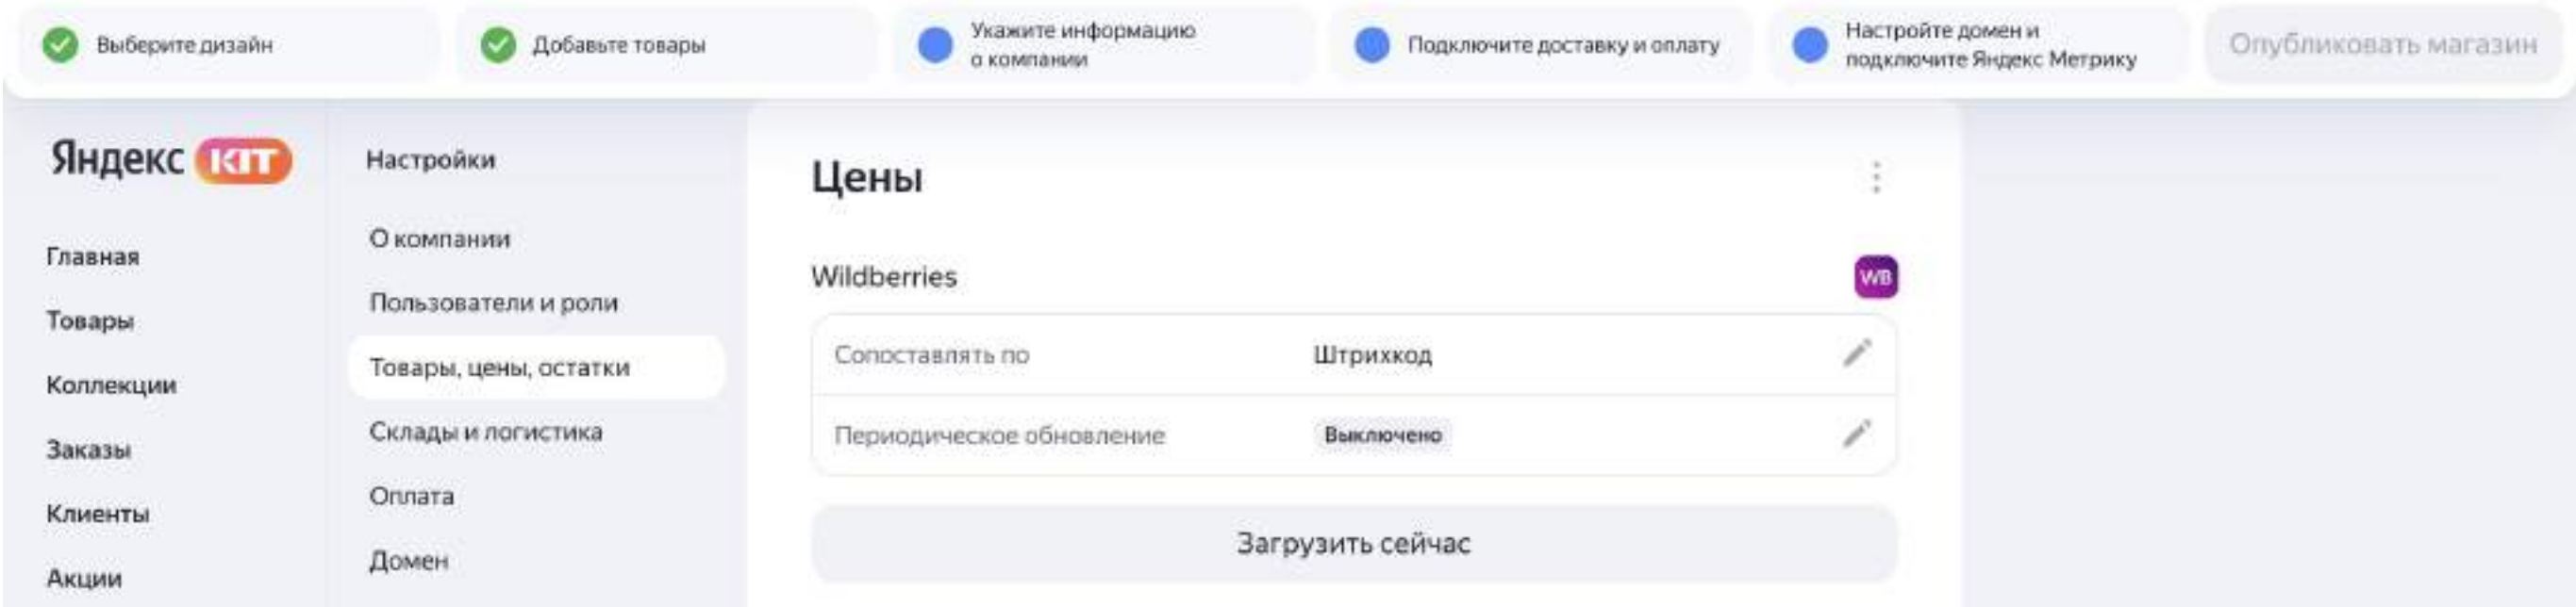 Выберите дизайн
Добавьте товары
Укажите информацию
о компании
Подключите доставку и оплату
Настройте домен и
подключите Яндекс Метрику
Опубликовать магазин
Яндекс KIT
Главная
Товары
Коллекции
Заказы
Клиенты
Акции
Настройки
О компании
Пользователи и роли
Товары, цены, остатки
Склады и логистика
Оплата
Домен
Цены
Wildberries
WB
Сопоставлять по Штрихкод
Периодическое обновление Выключено
Загрузить сейчас